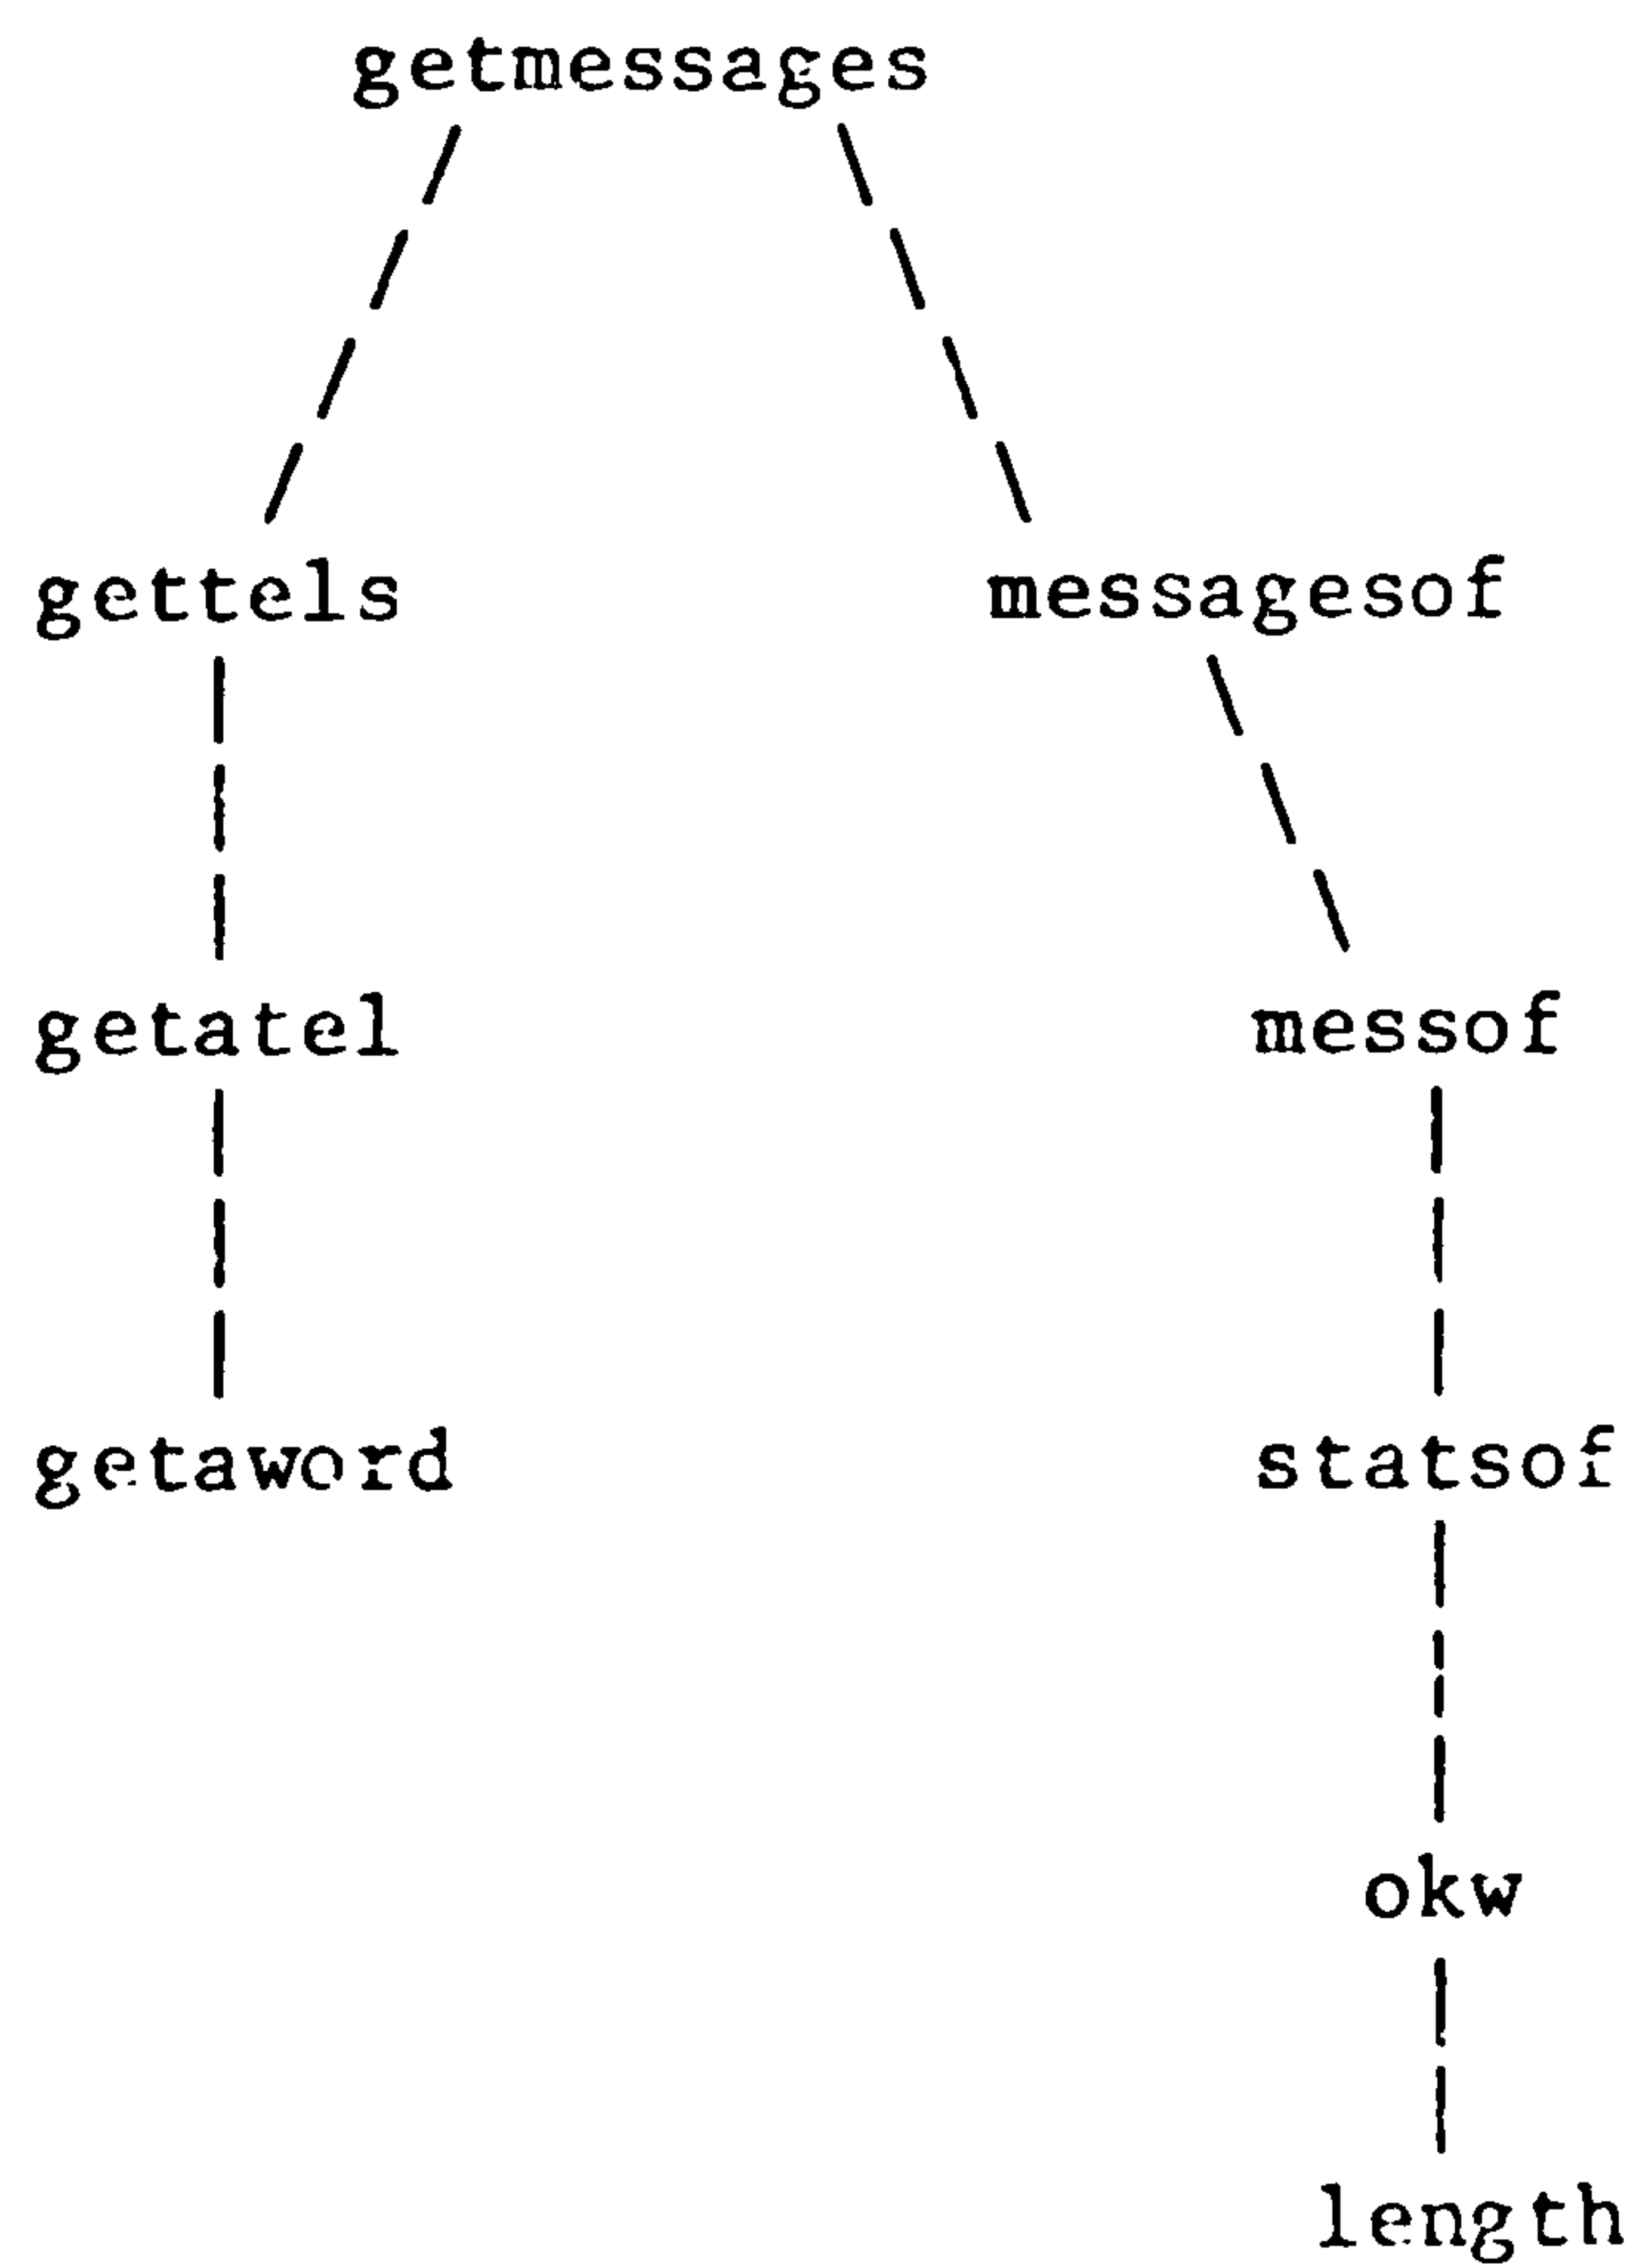 getmessages
gettels messagesof
getatel messof
getaword statsof
okw
length